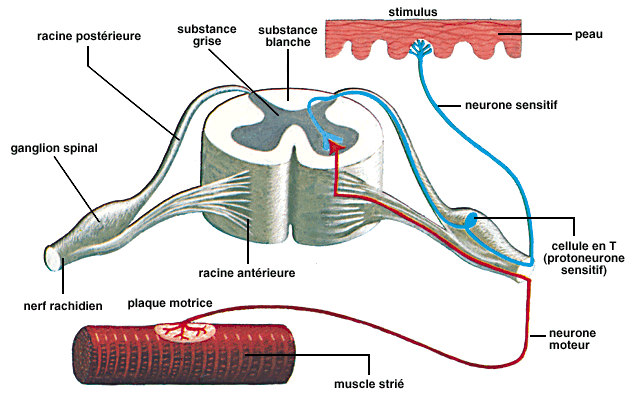 stimulus
racine postérieure
substance
grise
substance
blanche
peau
neurone sensitif
ganglion spinal
cellule en T
(protoneurone
sensitif)
racine antérieure
nerf rachidien
plaque motrice
neurone
moteur
muscle strié